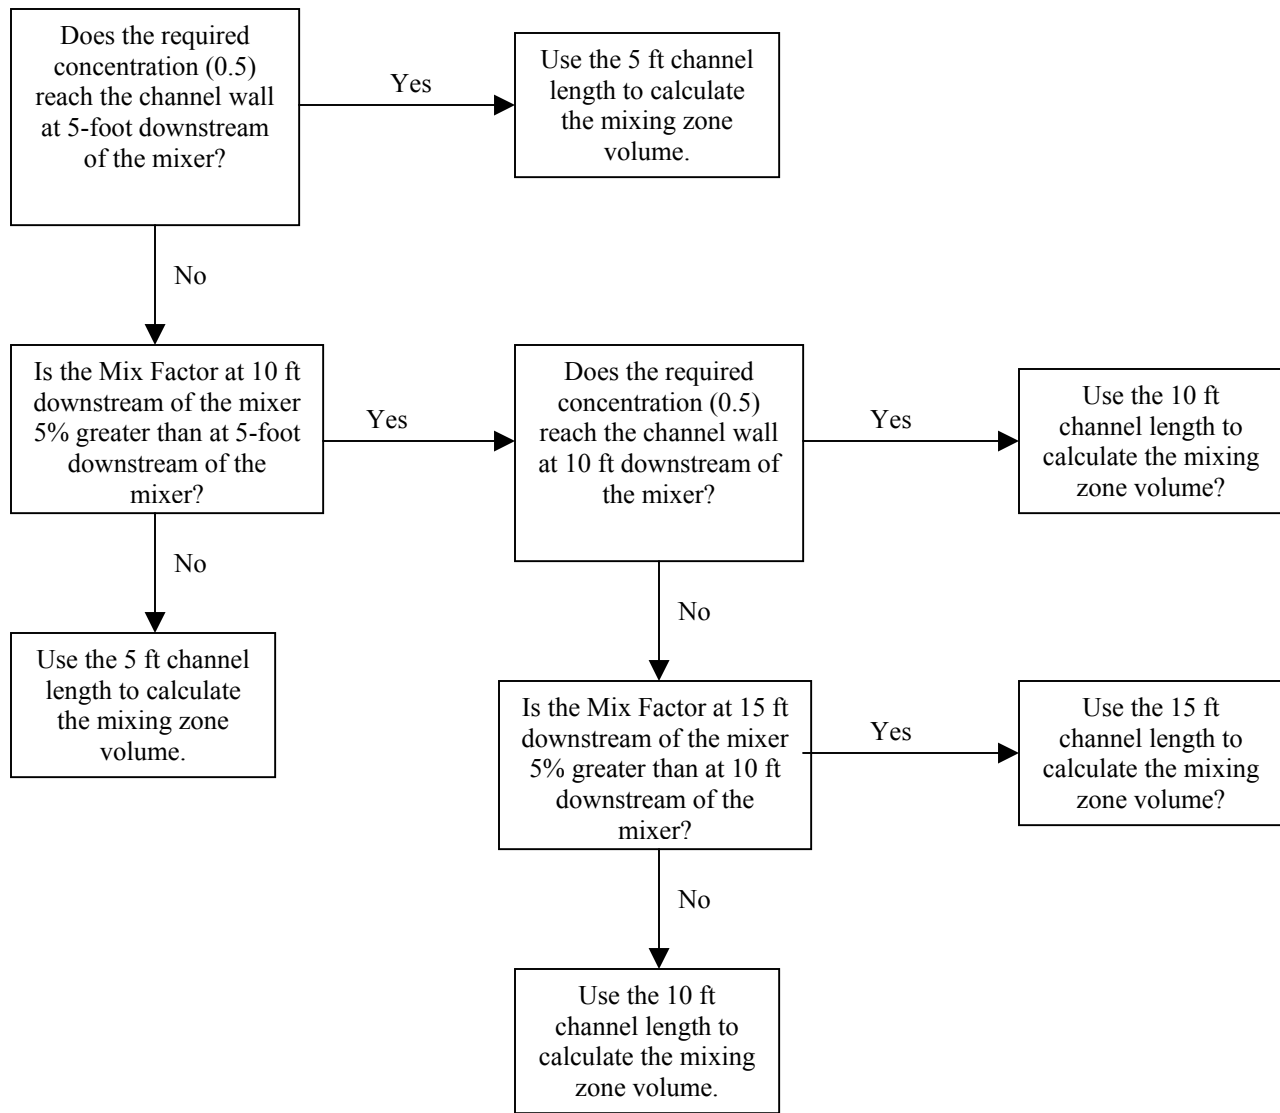 Does the required
concentration (0.5)
reach the channel wall
at 5-foot downstream
of the mixer?
Yes
Use the 5 ft channel
length to calculate
the mixing zone
volume.
No
Is the Mix Factor at 10 ft
downstream of the mixer
5% greater than at 5-foot
downstream of the
mixer?
Yes
Does the required
concentration (0.5)
reach the channel wall
at 10 ft downstream of
the mixer?
Yes
Use the 10 ft
channel length to
calculate the mixing
zone volume?
No
Use the 5 ft channel
length to calculate
the mixing zone
volume.
No
Is the Mix Factor at 15 ft
downstream of the mixer
5% greater than at 10 ft
downstream of the
mixer?
Yes
Use the 15 ft
channel length to
calculate the mixing
zone volume?
No
Use the 10 ft
channel length to
calculate the mixing
zone volume.